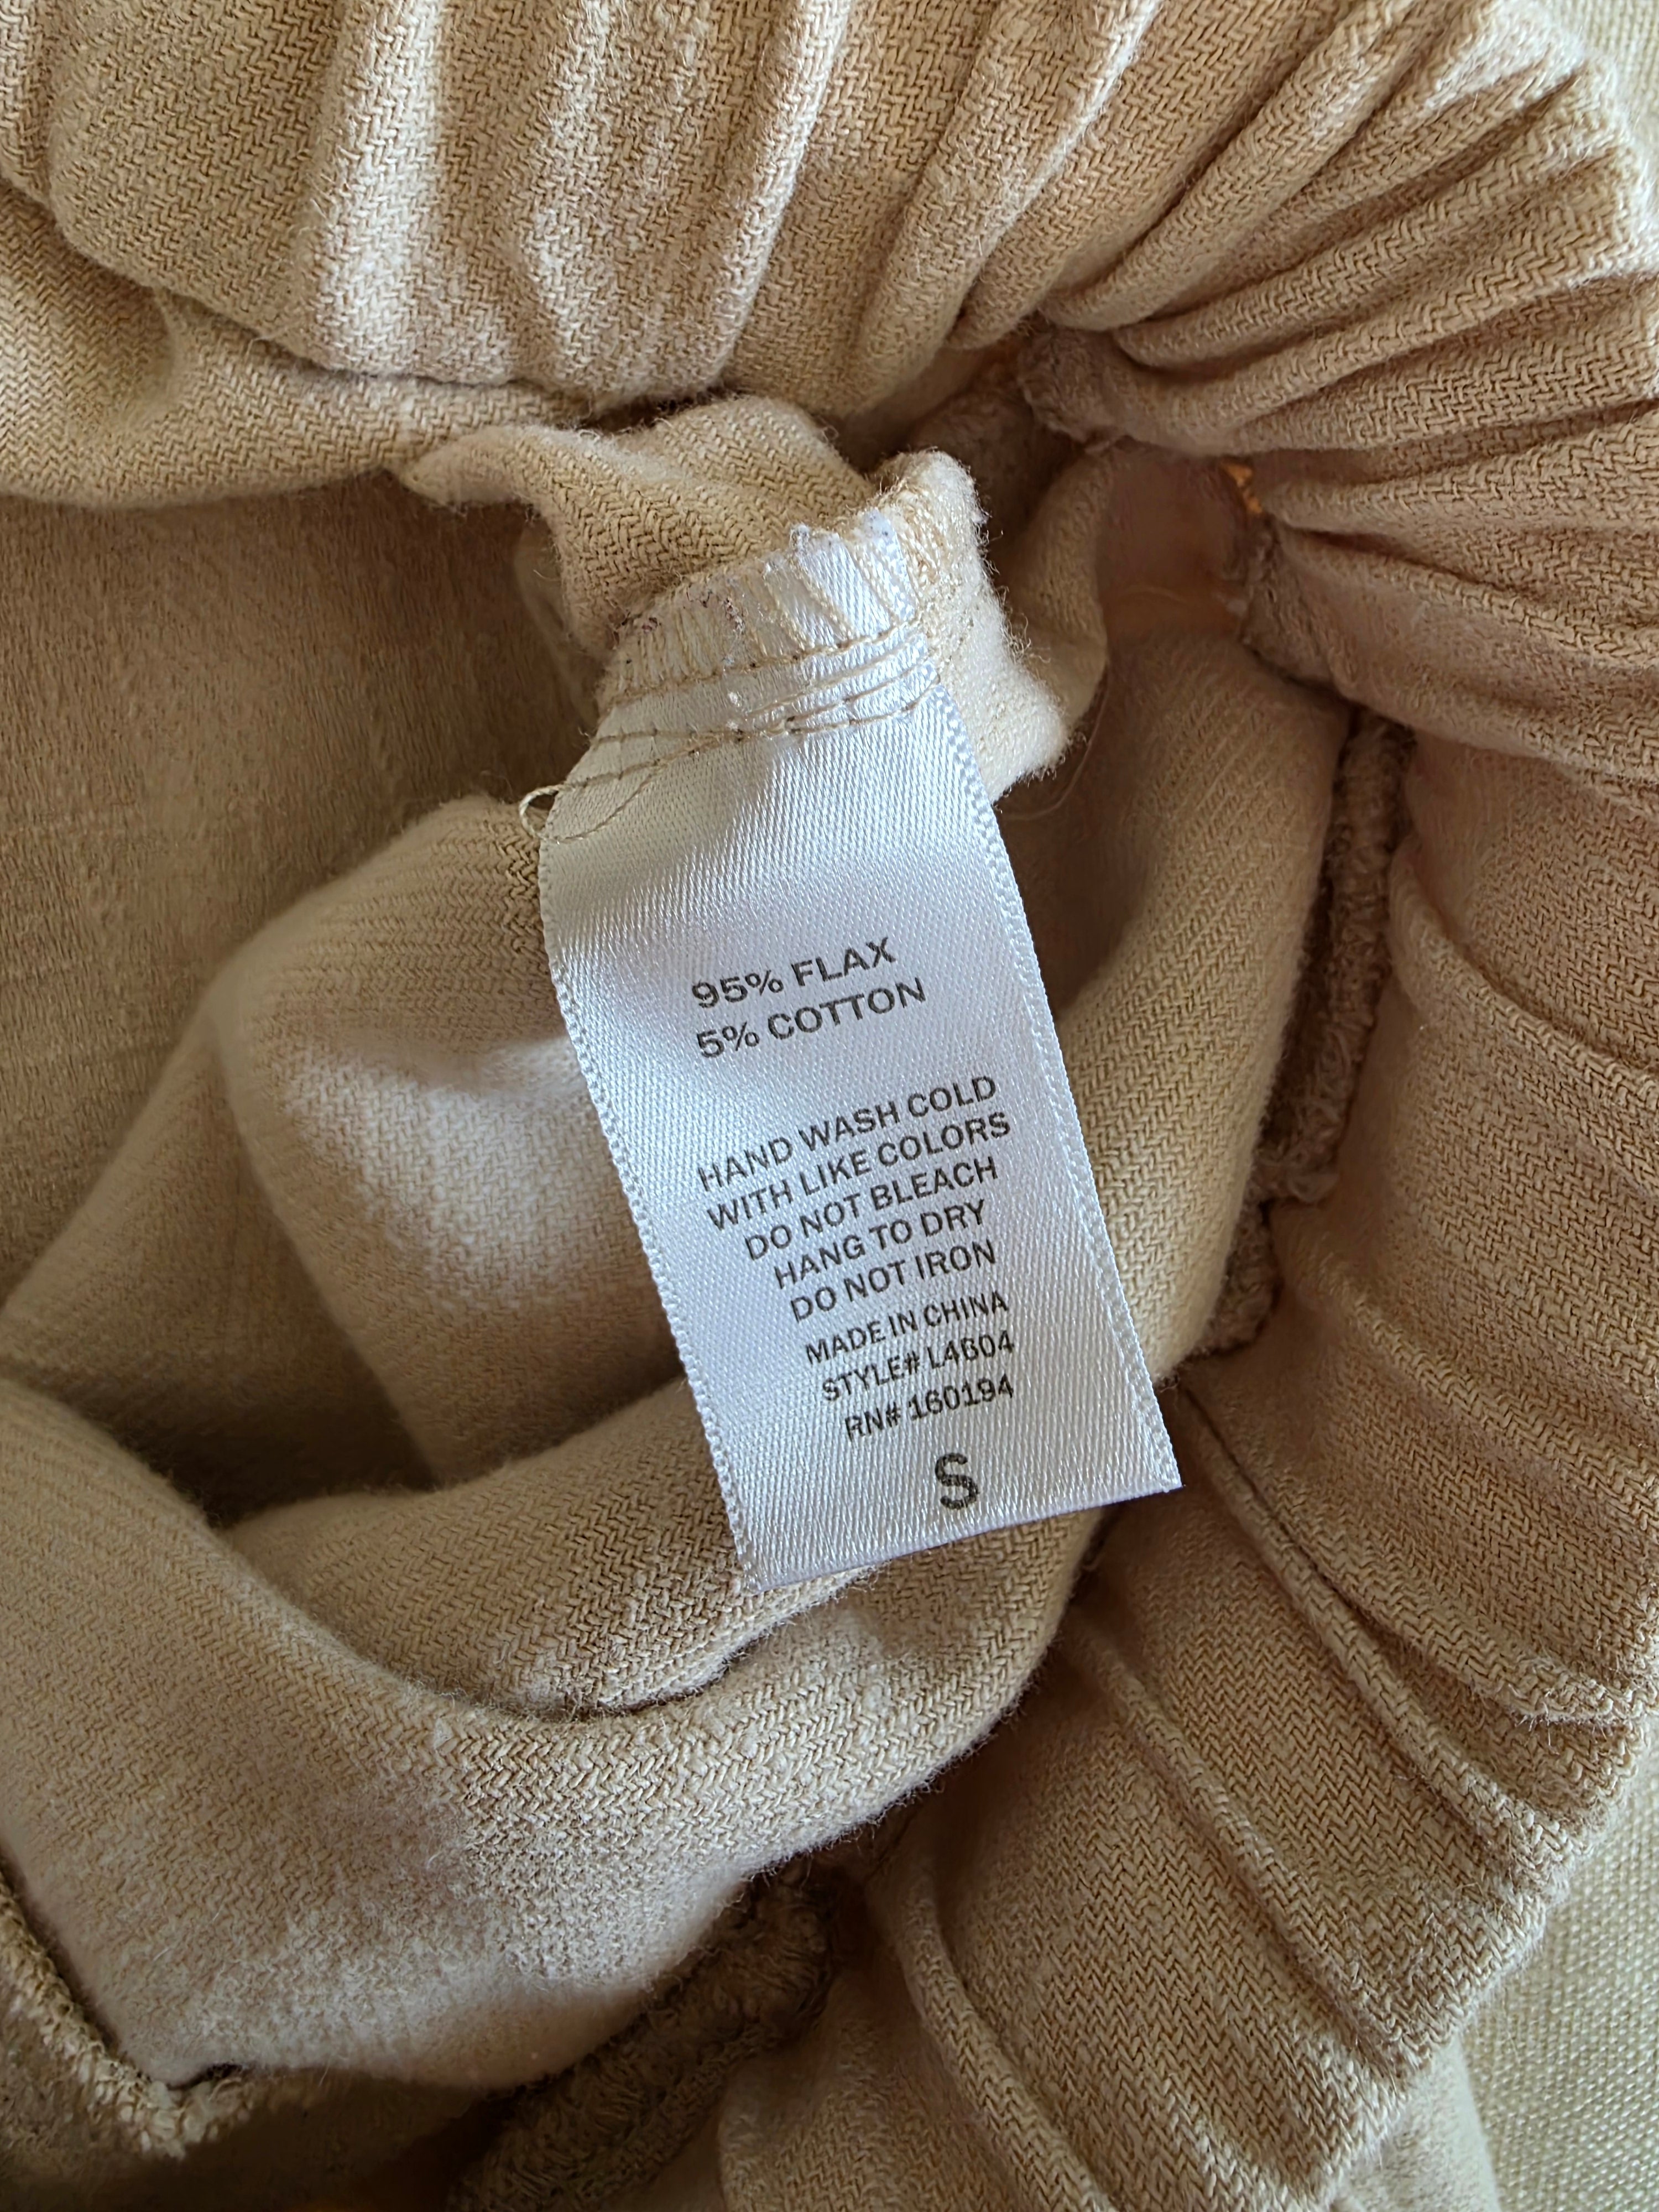 95% FLAX
5% COTTON
HAND WASH COLD
WITH LIKE COLORS
DO NOT BLEACH
HANG TO DRY
DO NOT IRON
MADE IN CHINA
STYLE# L4604
RN# 160194
S